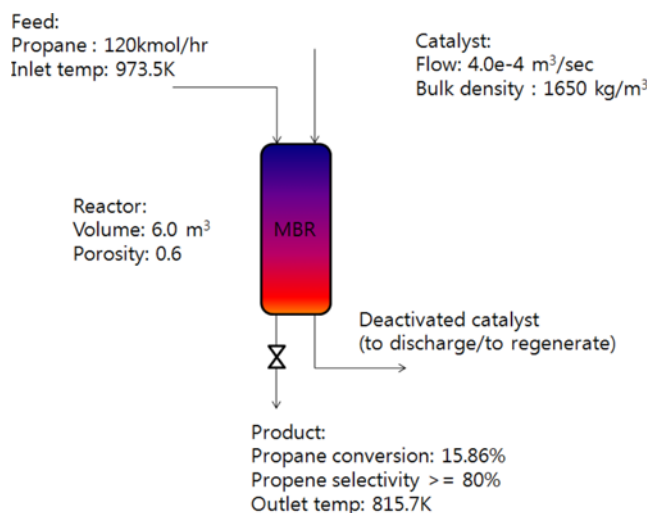 Feed:
Propane : 120kmol/hr
Inlet temp: 973.5K
Catalyst:
Flow: 4.0e-4 m³/sec
Bulk density : 1650 kg/m³
Reactor:
Volume: 6.0 m³
Porosity: 0.6
MBR
Deactivated catalyst
(to discharge/to regenerate)
Product:
Propane conversion: 15.86%
Propene selectivity >= 80%
Outlet temp: 815.7K